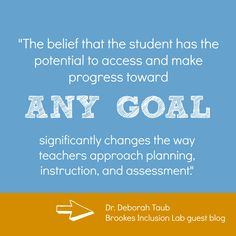 "The belief that the student has the
potential to access and make
progress toward
ANY GOAL
significantly changes the way
teachers approach planning,
instruction, and assessment."
Dr. Deborah Taub
Brookes Inclusion Lab guest blog